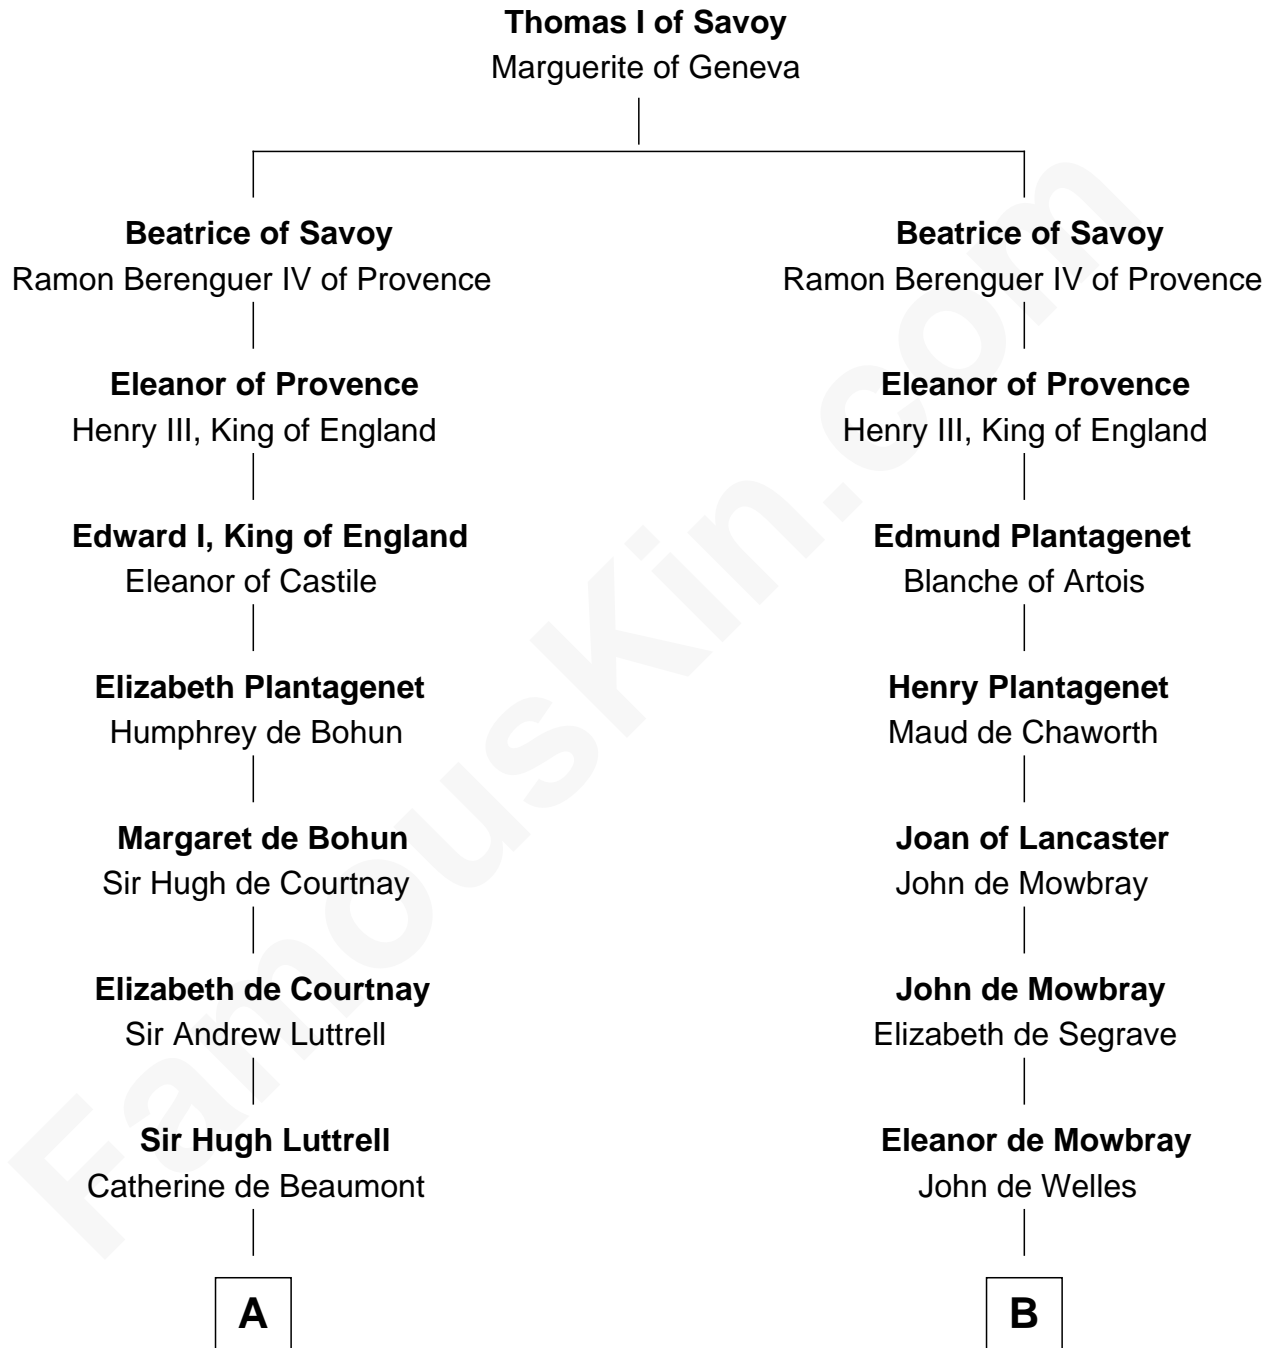 Thomas I of Savoy
Marguerite of Geneva
Beatrice of Savoy
Ramon Berenguer IV of Provence
Eleanor of Provence
Henry III, King of England
Edward I, King of England
Eleanor of Castile
Elizabeth Plantagenet
Humphrey de Bohun
Margaret de Bohun
Sir Hugh de Courtnay
Elizabeth de Courtnay
Sir Andrew Luttrell
Sir Hugh Luttrell
Catherine de Beaumont
A
Beatrice of Savoy
Ramon Berenguer IV of Provence
Eleanor of Provence
Henry III, King of England
Edmund Plantagenet
Blanche of Artois
Henry Plantagenet
Maud de Chaworth
Joan of Lancaster
John de Mowbray
John de Mowbray
Elizabeth de Segrave
Eleanor de Mowbray
John de Welles
B
FamousKin.com